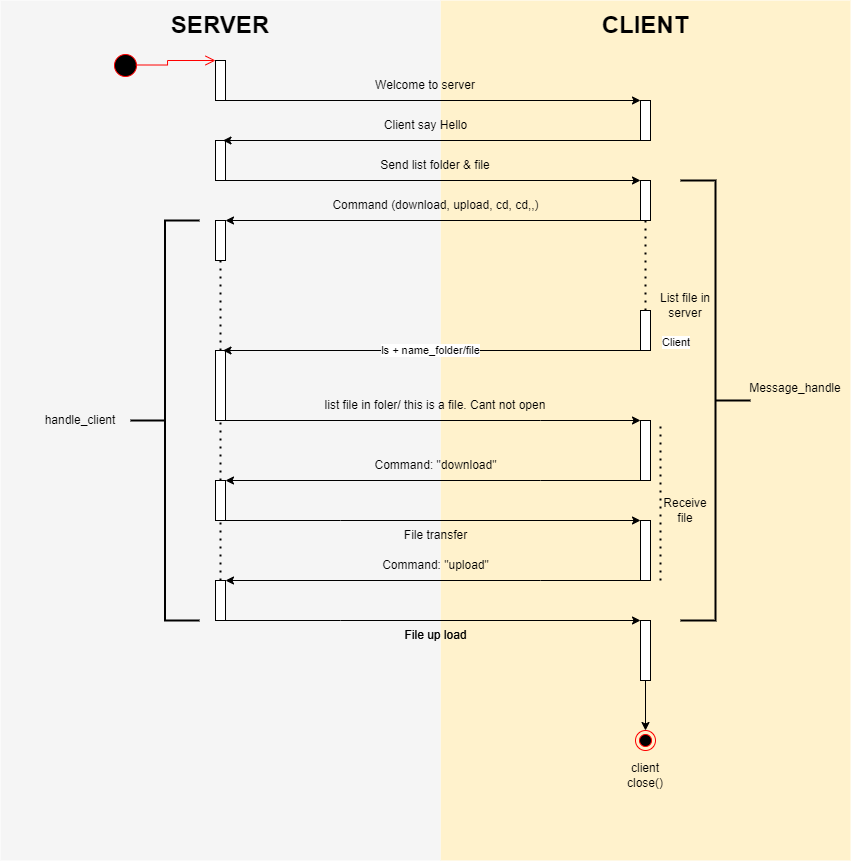 SERVER
CLIENT
Welcome to server
Client say Hello
Send list folder & file
Command (download, upload, cd, cd,,)
List file in
server
Client
ls + name_folder/file
Message_handle
list file in foler/ this is a file. Cant not open
handle_client
Command: "download"
Receive
file
File transfer
Command: "upload"
File up load
client
close()